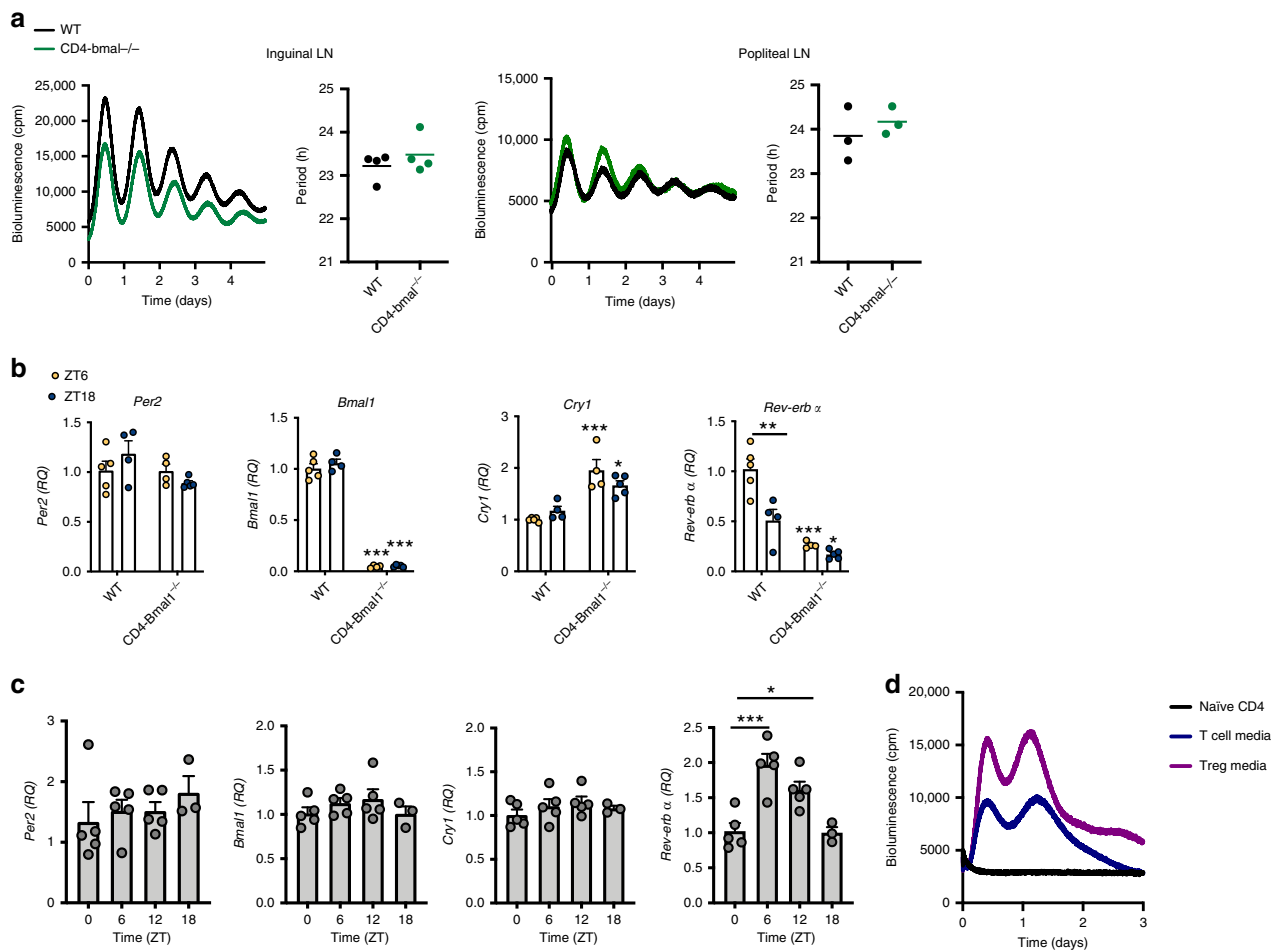 a
WT
CD4-bmal–/–
Inguinal LN
Popliteal LN
25,000
20,000
15,000
10,000
5000
0
Bioluminescence (cpm)
0 1 2 3 4
Time (days)
25
24
23
22
21
Period (h)
WT
CD4-bmal–/–
15,000
10,000
5000
0
Bioluminescence (cpm)
0 1 2 3 4
Time (days)
25
24
23
22
21
Period (h)
WT
CD4-bmal–/–
b
ZT6
ZT18
Per2
1.5
1.0
0.5
0.0
Per2 (RQ)
WT
CD4-Bmal1–/–
Bmal1
1.5
1.0
0.5
0.0
Bmal1 (RQ)
***
***
WT
CD4-Bmal1–/–
Cry1
3
2
1
0
Cry1 (RQ)
***
*
WT
CD4-Bmal1–/–
Rev-erb α
1.5
1.0
0.5
0.0
Rev-erb α (RQ)
**
***
*
WT
CD4-Bmal1–/–
c
3
2
1
0
Per2 (RQ)
0 6 12 18
Time (ZT)
2.0
1.5
1.0
0.5
0.0
Bmal1 (RQ)
0 6 12 18
Time (ZT)
2.0
1.5
1.0
0.5
0.0
Cry1 (RQ)
0 6 12 18
Time (ZT)
*
***
2.5
2.0
1.5
1.0
0.5
0.0
Rev-erb α (RQ)
0 6 12 18
Time (ZT)
d
20,000
15,000
10,000
5000
0
Bioluminescence (cpm)
0 1 2 3
Time (days)
Naïve CD4
T cell media
Treg media